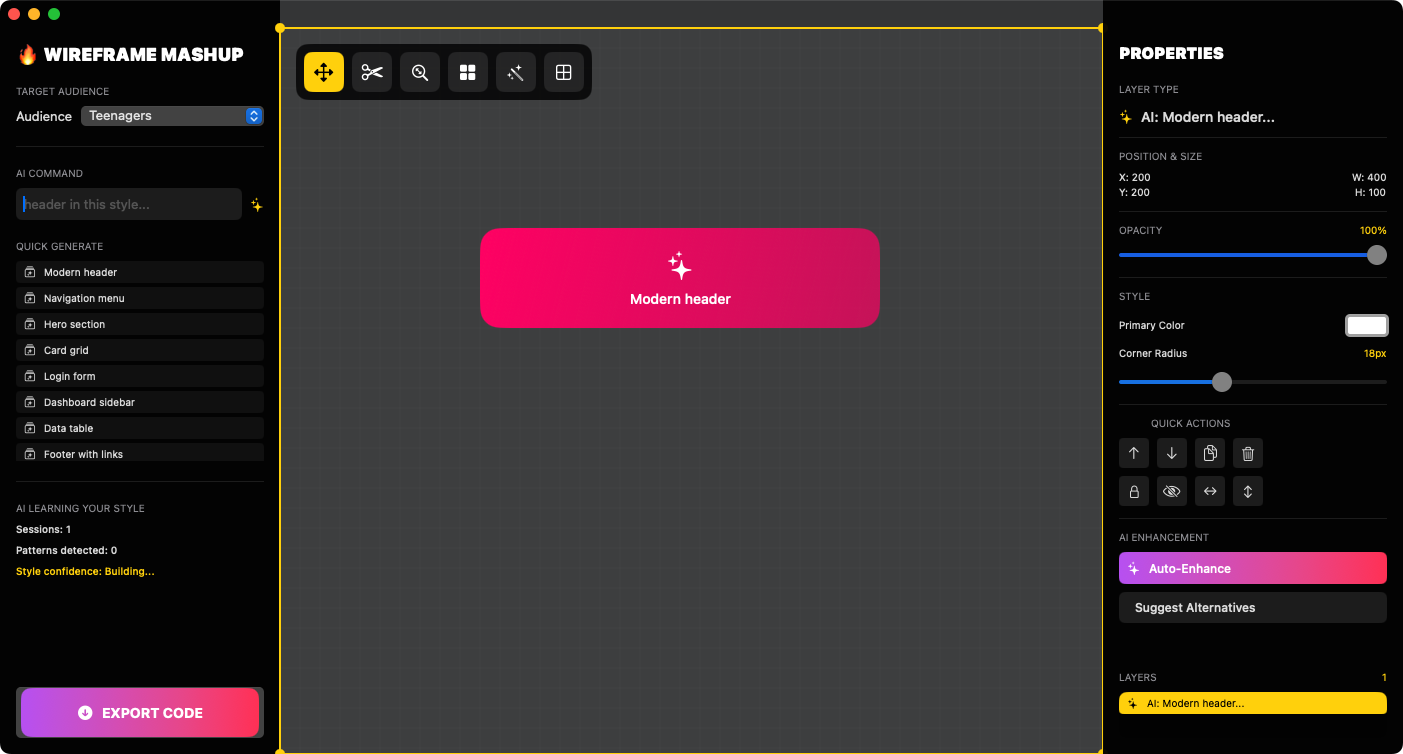 WIREFRAME MASHUP
TARGET AUDIENCE
Audience Teenagers
AI COMMAND
header in this style...
QUICK GENERATE
Modern header
Navigation menu
Hero section
Card grid
Login form
Dashboard sidebar
Data table
Footer with links
AI LEARNING YOUR STYLE
Sessions: 1
Patterns detected: 0
Style confidence: Building...
EXPORT CODE
Modern header
PROPERTIES
LAYER TYPE
AI: Modern header...
POSITION & SIZE
X: 200 W: 400
Y: 200 H: 100
OPACITY 100%
STYLE
Primary Color
Corner Radius 18px
QUICK ACTIONS
AI ENHANCEMENT
Auto-Enhance
Suggest Alternatives
LAYERS 1
AI: Modern header...